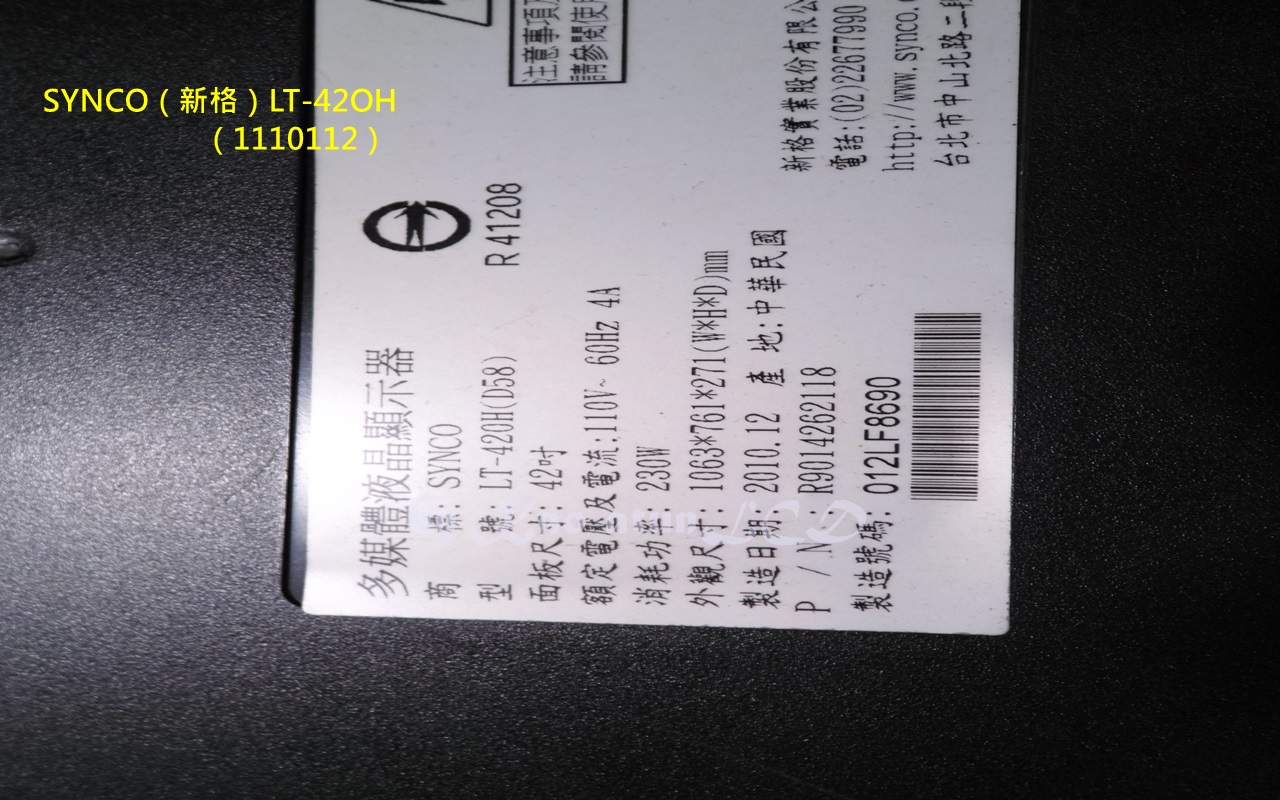 SYNCO（新格）LT-42OH
（1110112）
多媒體液晶顯示器
商 標: SYNCO
型 號: LT-420H(D58)
面板尺寸: 42吋
額定電壓及電流:110V~ 60Hz 4A
消耗功率: 230W
外觀尺寸: 1063*761*271(W*H*D)mm
製造日期: 2010.12 產 地:中華民國
P / N: R9014262118
製造號碼: 012LF8690
R 41208
注意事項
請參閱使用
新格實業股份有限公
電話:(02)22677990
http://www.synco.
台北市中山北路二段